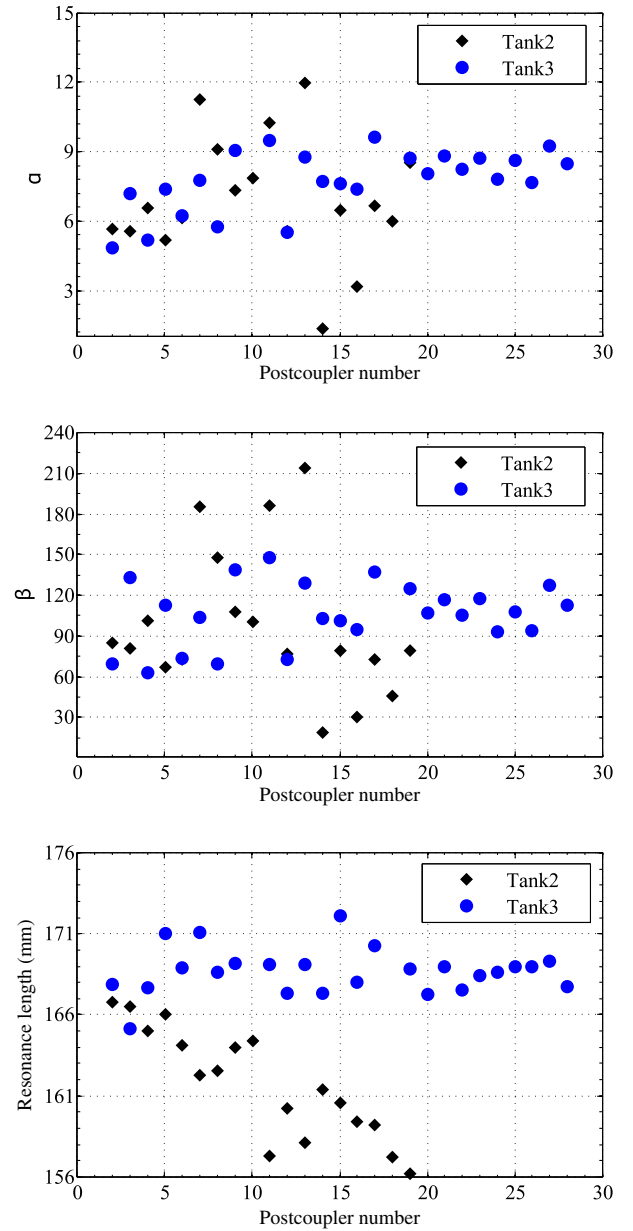 15
12
9
6
3
α
Tank2
Tank3
0 5 10 15 20 25 30
Postcoupler number
240
210
180
150
120
90
60
30
β
Tank2
Tank3
0 5 10 15 20 25 30
Postcoupler number
176
171
166
161
156
Resonance length (mm)
Tank2
Tank3
0 5 10 15 20 25 30
Postcoupler number